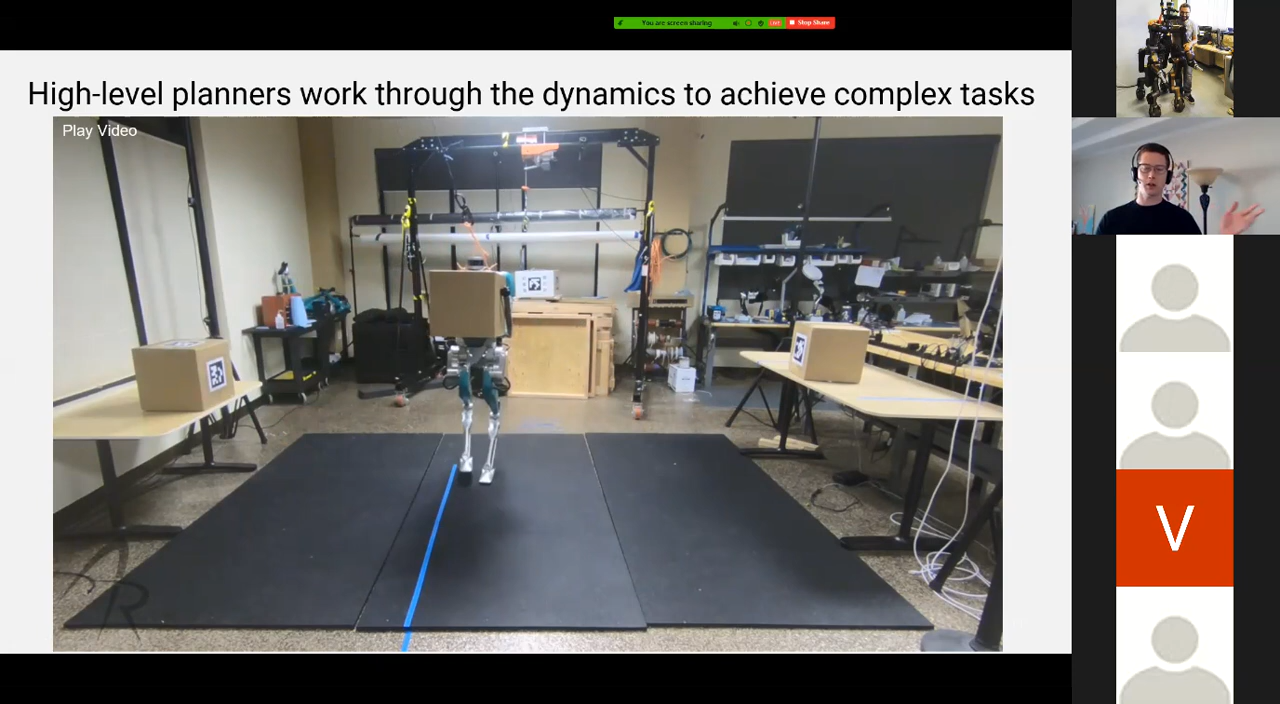 You are screen sharing
LIVE
Stop Share
High-level planners work through the dynamics to achieve complex tasks
Play Video
V